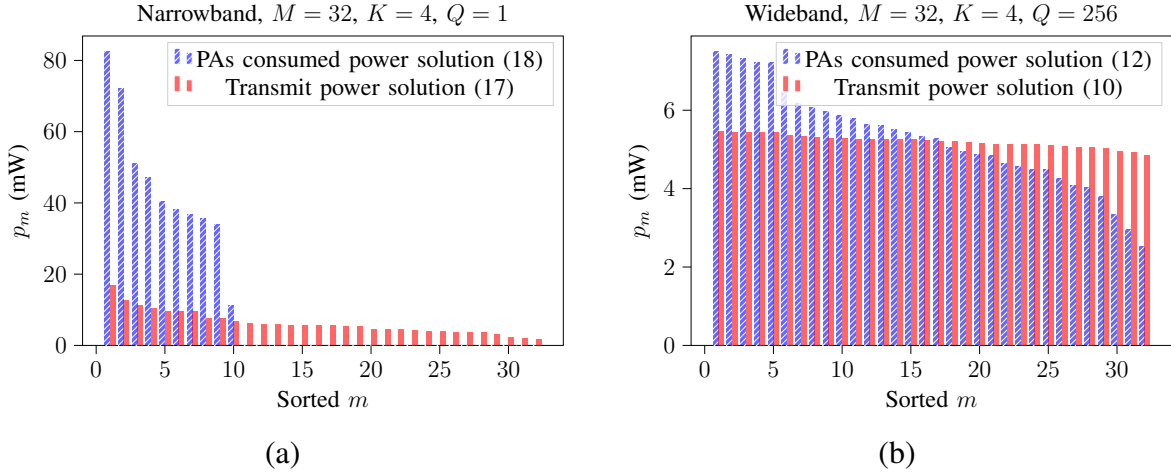 Narrowband, M = 32, K = 4, Q = 1
PAs consumed power solution (18)
Transmit power solution (17)
80
60
40
20
0
p_m (mW)
0 5 10 15 20 25 30
Sorted m
(a)
Wideband, M = 32, K = 4, Q = 256
PAs consumed power solution (12)
Transmit power solution (10)
6
4
2
0
p_m (mW)
0 5 10 15 20 25 30
Sorted m
(b)